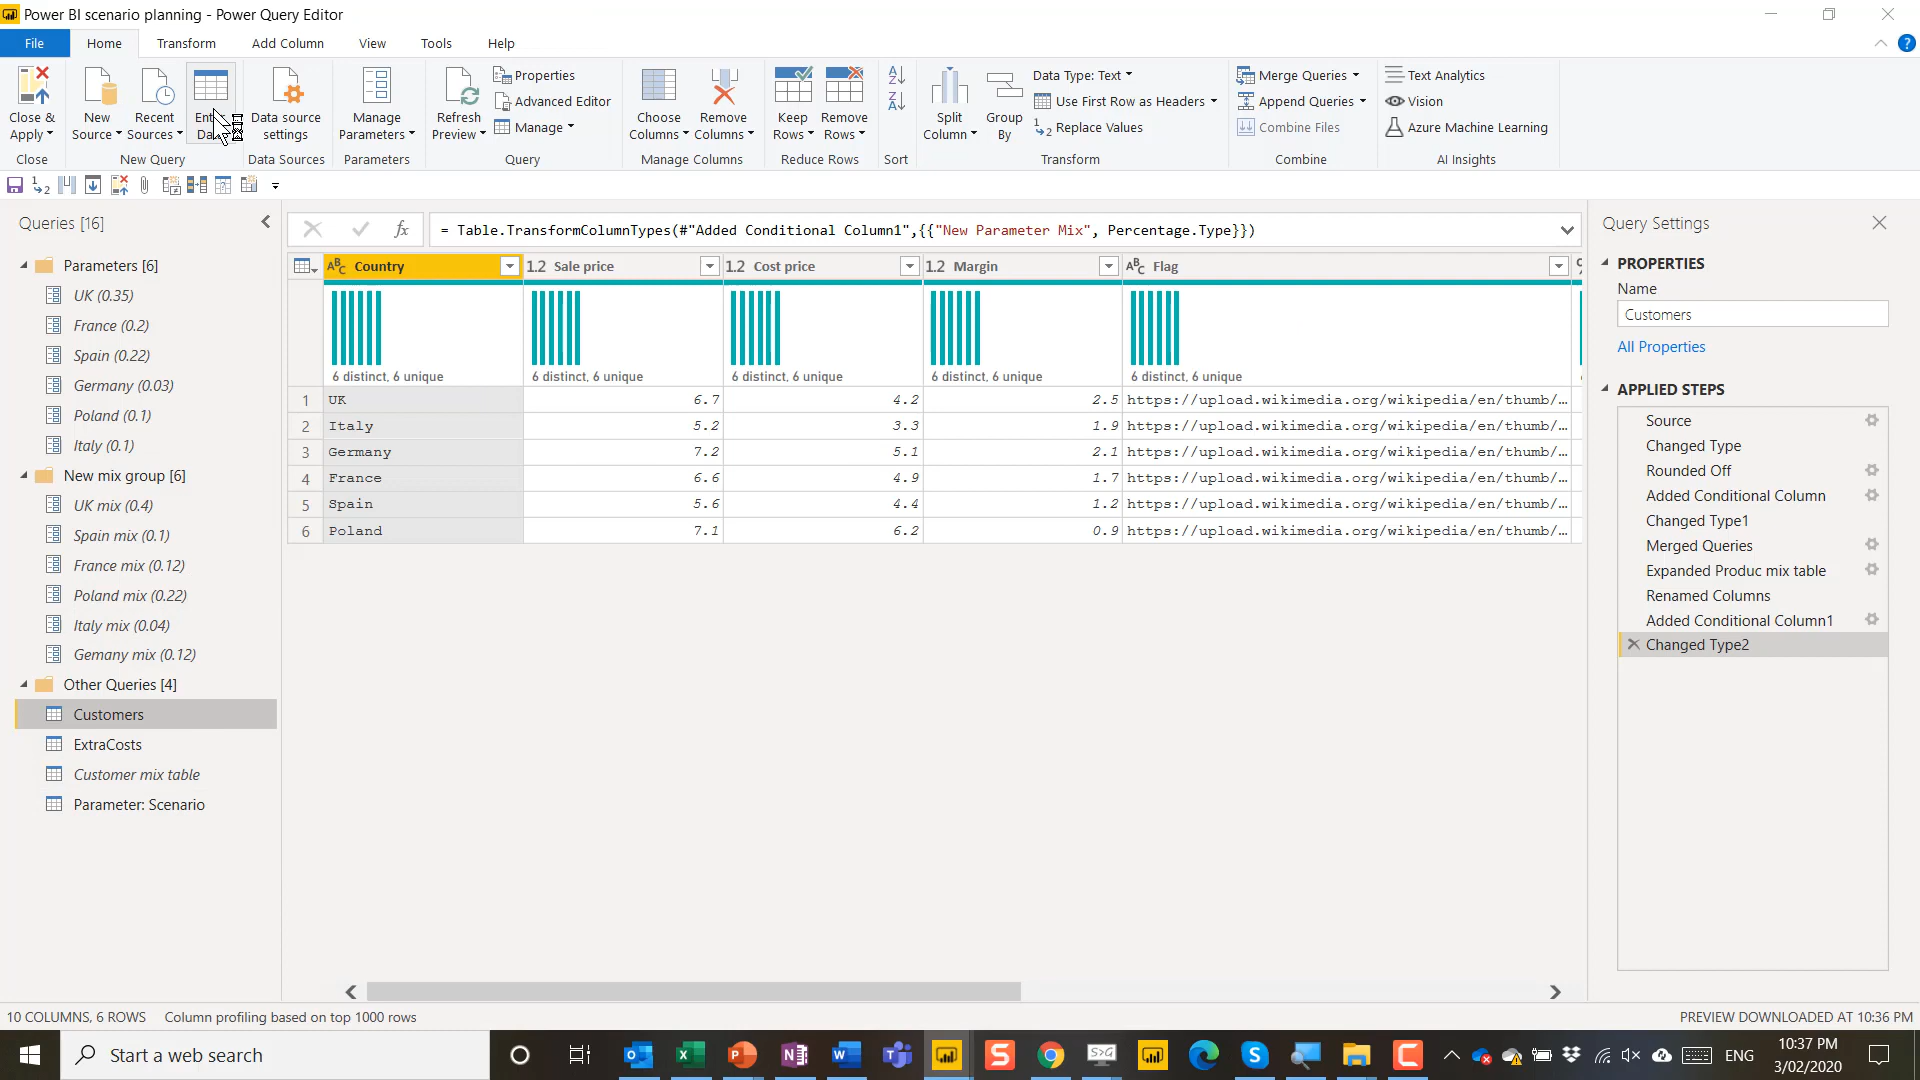 Power BI scenario planning - Power Query Editor
File Home Transform Add Column View Tools Help
Close & Apply
New Source
Recent Sources
Data source settings
Manage Parameters
Refresh Preview
Properties
Advanced Editor
Manage
Choose Columns
Remove Columns
Keep Rows
Remove Rows
Split Column
Group By
Data Type: Text
Use First Row as Headers
Replace Values
Merge Queries
Append Queries
Combine Files
Text Analytics
Vision
Azure Machine Learning
Close New Query Data Sources Parameters Query Manage Columns Reduce Rows Sort Transform Combine AI Insights
Queries [16]
Parameters [6]
UK (0.35)
France (0.2)
Spain (0.22)
Germany (0.03)
Poland (0.1)
Italy (0.1)
New mix group [6]
UK mix (0.4)
Spain mix (0.1)
France mix (0.12)
Poland mix (0.22)
Italy mix (0.04)
Gemany mix (0.12)
Other Queries [4]
Customers
ExtraCosts
Customer mix table
Parameter: Scenario
= Table.TransformColumnTypes(#"Added Conditional Column1",{{"New Parameter Mix", Percentage.Type}})
Country 1.2 Sale price 1.2 Cost price 1.2 Margin Flag
6 distinct, 6 unique 6 distinct, 6 unique 6 distinct, 6 unique 6 distinct, 6 unique 6 distinct, 6 unique
1 UK 6.7 4.2 2.5 https://upload.wikimedia.org/wikipedia/en/thumb/…
2 Italy 5.2 3.3 1.9 https://upload.wikimedia.org/wikipedia/en/thumb/…
3 Germany 7.2 5.1 2.1 https://upload.wikimedia.org/wikipedia/en/thumb/…
4 France 6.6 4.9 1.7 https://upload.wikimedia.org/wikipedia/en/thumb/…
5 Spain 5.6 4.4 1.2 https://upload.wikimedia.org/wikipedia/en/thumb/…
6 Poland 7.1 6.2 0.9 https://upload.wikimedia.org/wikipedia/en/thumb/…
Query Settings
PROPERTIES
Name
Customers
All Properties
APPLIED STEPS
Source
Changed Type
Rounded Off
Added Conditional Column
Changed Type1
Merged Queries
Expanded Produc mix table
Renamed Columns
Added Conditional Column1
Changed Type2
10 COLUMNS, 6 ROWS Column profiling based on top 1000 rows PREVIEW DOWNLOADED AT 10:36 PM
Start a web search
ENG
10:37 PM
3/02/2020